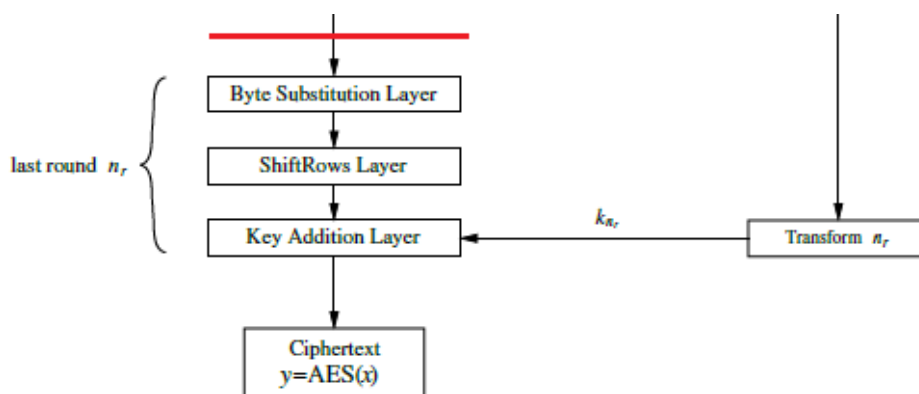 Byte Substitution Layer
last round n_r
ShiftRows Layer
k_{n_r}
Key Addition Layer
Transform n_r
Ciphertext
y=AES(x)